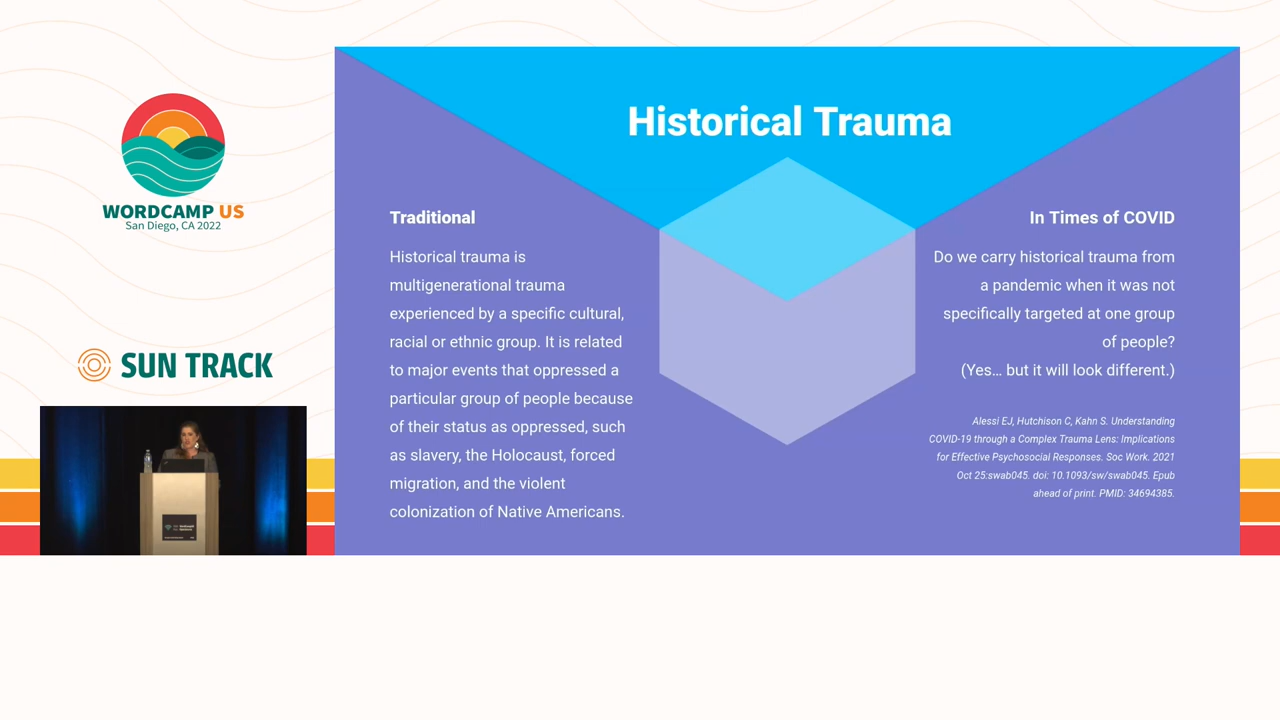 WORDCAMP US
San Diego, CA 2022
SUN TRACK
Historical Trauma
Traditional
Historical trauma is
multigenerational trauma
experienced by a specific cultural,
racial or ethnic group. It is related
to major events that oppressed a
particular group of people because
of their status as oppressed, such
as slavery, the Holocaust, forced
migration, and the violent
colonization of Native Americans.
In Times of COVID
Do we carry historical trauma from
a pandemic when it was not
specifically targeted at one group
of people?
(Yes... but it will look different.)
Alessi EJ, Hutchison C, Kahn S. Understanding
COVID-19 through a Complex Trauma Lens: Implications
for Effective Psychosocial Responses. Soc Work. 2021
Oct 25:swab045. doi: 10.1093/sw/swab045. Epub
ahead of print. PMID: 34694385.